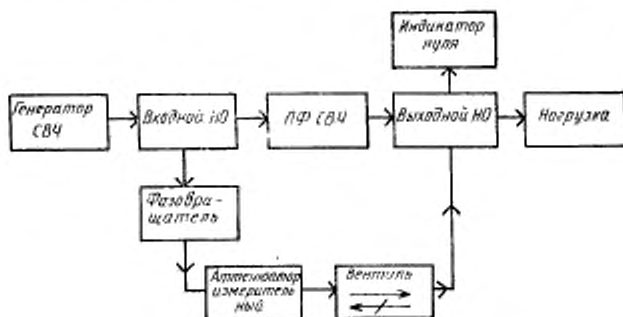 Индикатор
нуля
Генератор
СВЧ
Входной НО
ПФ СВЧ
Выходной НО
Нагрузка
Фазовра-
щатель
Аттенюатор
измеритель
ный
Вентиль